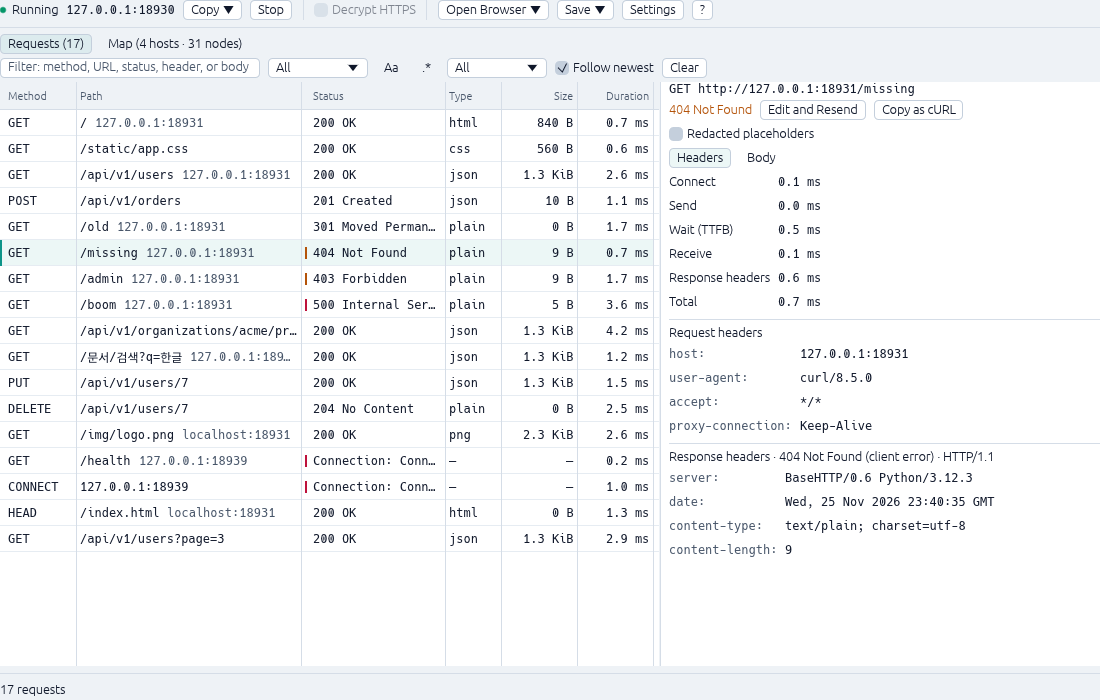 Running 127.0.0.1:18930 Copy ▼ Stop Decrypt HTTPS Open Browser ▼ Save ▼ Settings ?
Requests (17) Map (4 hosts · 31 nodes)
Filter: method, URL, status, header, or body All ▼ Aa .* All ▼ Follow newest Clear
Method Path Status Type Size Duration
GET / 127.0.0.1:18931 200 OK html 840 B 0.7 ms
GET /static/app.css 200 OK css 560 B 0.6 ms
GET /api/v1/users 127.0.0.1:18931 200 OK json 1.3 KiB 2.6 ms
POST /api/v1/orders 201 Created json 10 B 1.1 ms
GET /old 127.0.0.1:18931 301 Moved Perman… plain 0 B 1.7 ms
GET /missing 127.0.0.1:18931 404 Not Found plain 9 B 0.7 ms
GET /admin 127.0.0.1:18931 403 Forbidden plain 9 B 1.7 ms
GET /boom 127.0.0.1:18931 500 Internal Ser… plain 5 B 3.6 ms
GET /api/v1/organizations/acme/pr… 200 OK json 1.3 KiB 4.2 ms
GET /문서/검색?q=한글 127.0.0.1:189… 200 OK json 1.3 KiB 1.2 ms
PUT /api/v1/users/7 200 OK json 1.3 KiB 1.5 ms
DELETE /api/v1/users/7 204 No Content plain 0 B 2.5 ms
GET /img/logo.png localhost:18931 200 OK png 2.3 KiB 2.6 ms
GET /health 127.0.0.1:18939 Connection: Conn… — — 0.2 ms
CONNECT 127.0.0.1:18939 Connection: Conn… — — 1.0 ms
HEAD /index.html localhost:18931 200 OK html 0 B 1.3 ms
GET /api/v1/users?page=3 200 OK json 1.3 KiB 2.9 ms
GET http://127.0.0.1:18931/missing
404 Not Found Edit and Resend Copy as cURL
Redacted placeholders
Headers Body
Connect 0.1 ms
Send 0.0 ms
Wait (TTFB) 0.5 ms
Receive 0.1 ms
Response headers 0.6 ms
Total 0.7 ms
Request headers
host: 127.0.0.1:18931
user-agent: curl/8.5.0
accept: */*
proxy-connection: Keep-Alive
Response headers · 404 Not Found (client error) · HTTP/1.1
server: BaseHTTP/0.6 Python/3.12.3
date: Wed, 25 Nov 2026 23:40:35 GMT
content-type: text/plain; charset=utf-8
content-length: 9
17 requests